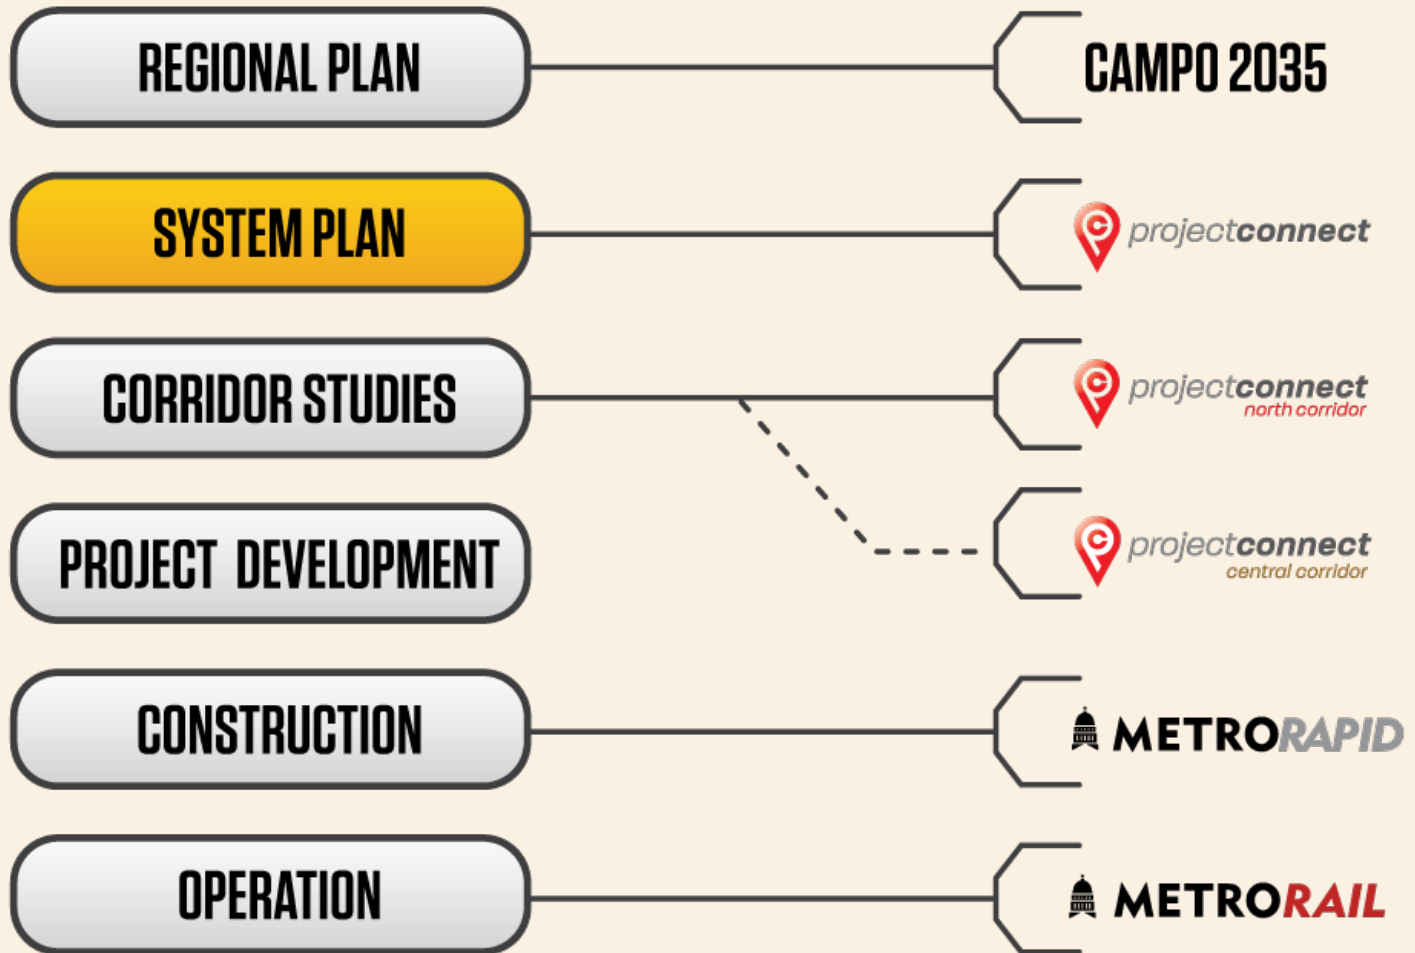 REGIONAL PLAN
CAMPO 2035
SYSTEM PLAN
projectconnect
CORRIDOR STUDIES
projectconnect
north corridor
PROJECT DEVELOPMENT
projectconnect
central corridor
CONSTRUCTION
METRORAPID
OPERATION
METRORAIL